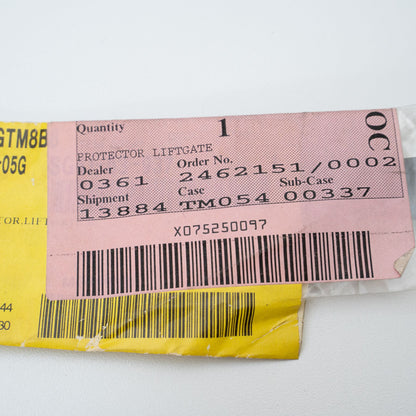 GTM8B
-05G
TOR, LIFT
44
30
Quantity 1
OC
PROTECTOR LIFTGATE
Dealer Order No.
0361 2462151/0002
Shipment Case Sub-Case
13884 TM054 00337
X075250097